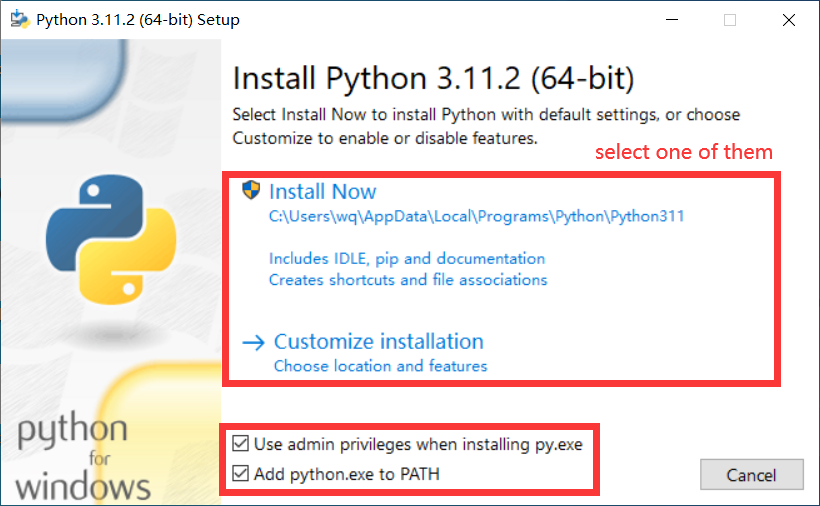 Python 3.11.2 (64-bit) Setup
Install Python 3.11.2 (64-bit)
Select Install Now to install Python with default settings, or choose
Customize to enable or disable features.
select one of them
Install Now
C:\Users\wq\AppData\Local\Programs\Python\Python311
Includes IDLE, pip and documentation
Creates shortcuts and file associations
Customize installation
Choose location and features
python
for
windows
Use admin privileges when installing py.exe
Add python.exe to PATH
Cancel